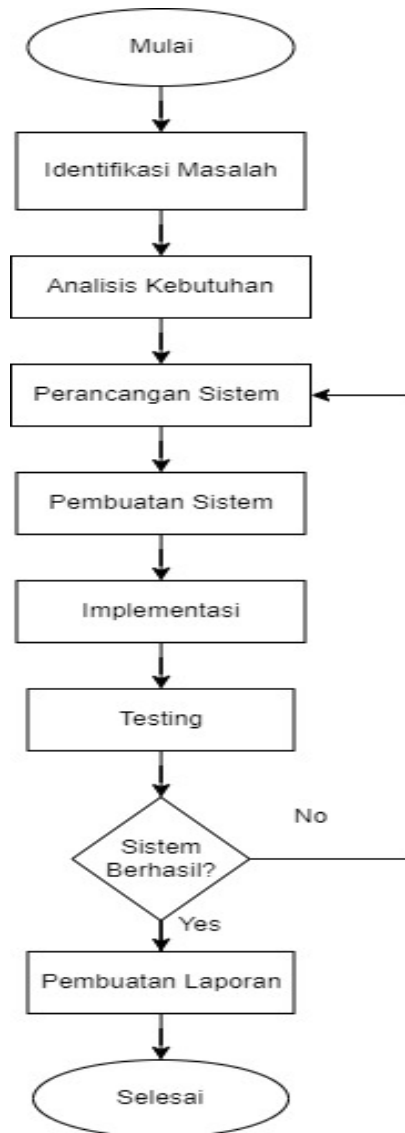 Mulai
Identifikasi Masalah
Analisis Kebutuhan
Perancangan Sistem
Pembuatan Sistem
Implementasi
Testing
No
Sistem
Berhasil?
Yes
Pembuatan Laporan
Selesai